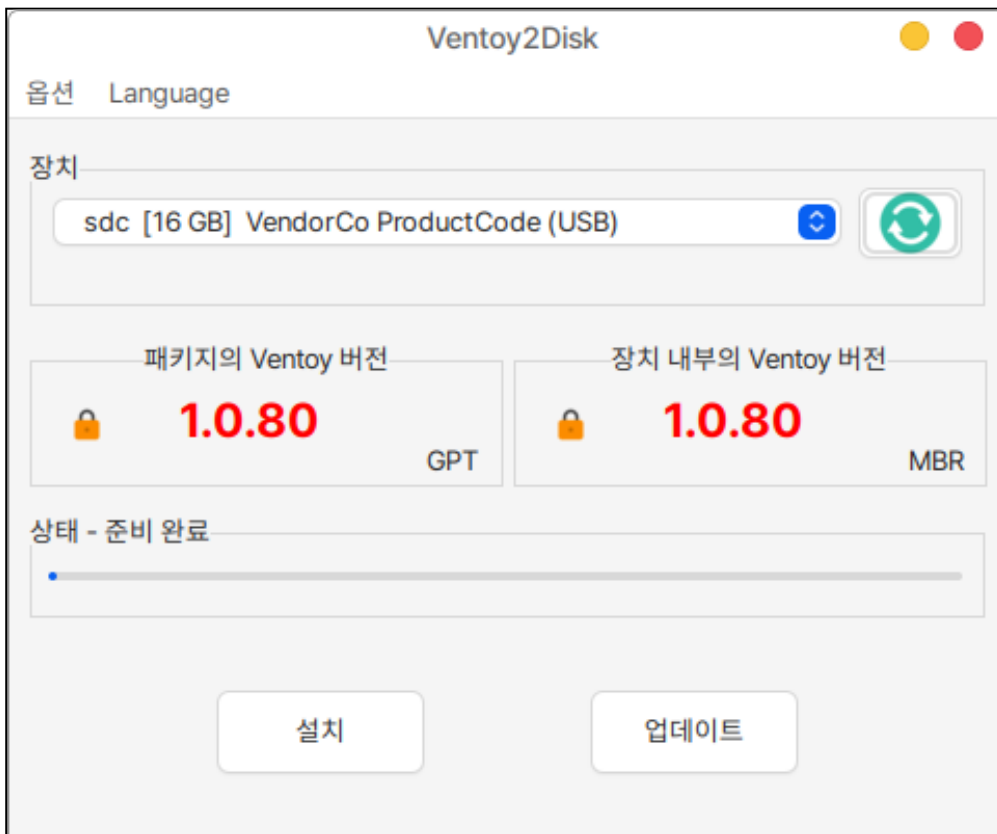 Ventoy2Disk
옵션 Language
장치
sdc [16 GB] VendorCo ProductCode (USB)
패키지의 Ventoy 버전
1.0.80
GPT
장치 내부의 Ventoy 버전
1.0.80
MBR
상태 - 준비 완료
설치
업데이트